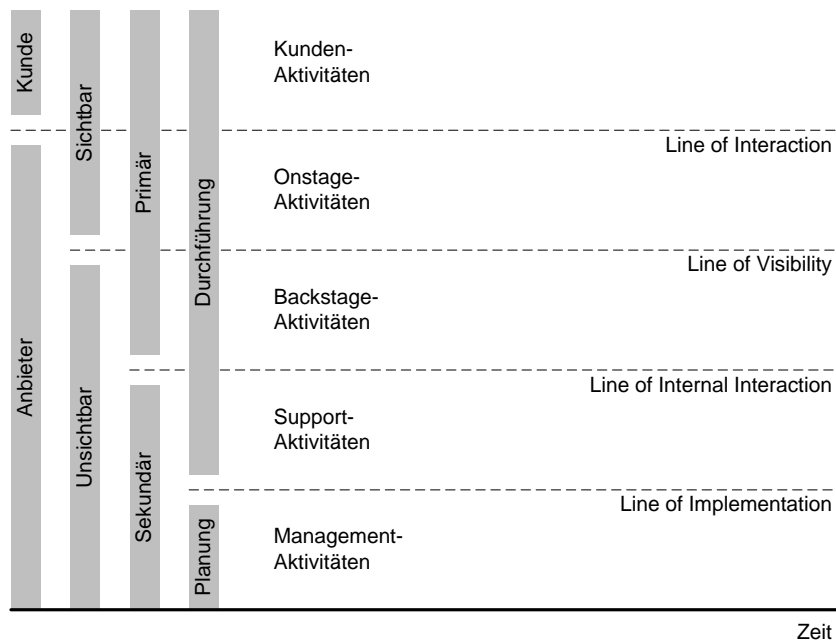 Kunde
Anbieter
Sichtbar
Unsichtbar
Primär
Sekundär
Durchführung
Planung
Kunden-
Aktivitäten
Line of Interaction
Onstage-
Aktivitäten
Line of Visibility
Backstage-
Aktivitäten
Line of Internal Interaction
Support-
Aktivitäten
Line of Implementation
Management-
Aktivitäten
Zeit